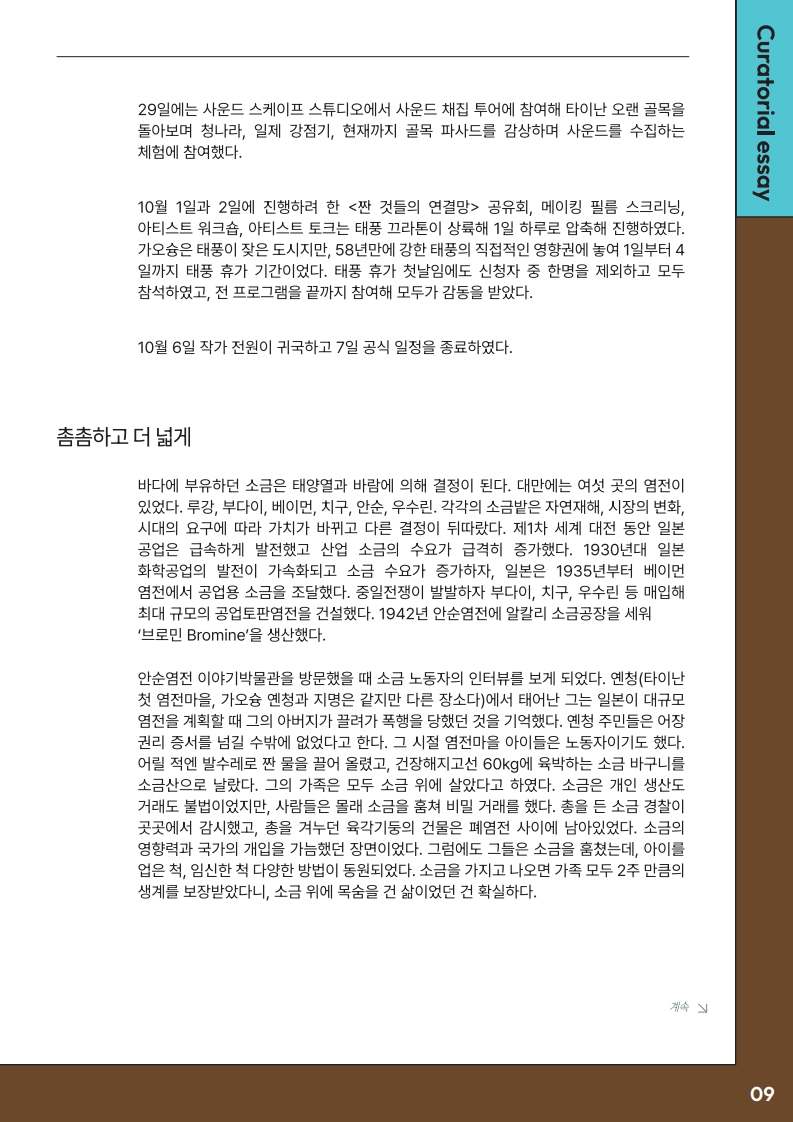 Curatorial essay
29일에는 사운드 스케이프 스튜디오에서 사운드 채집 투어에 참여해 타이난 오랜 골목을
돌아보며 청나라, 일제 강점기, 현재까지 골목 파사드를 감상하며 사운드를 수집하는
체험에 참여했다.
10월 1일과 2일에 진행하려 한 <짠 것들의 연결망> 공유회, 메이킹 필름 스크리닝,
아티스트 워크숍, 아티스트 토크는 태풍 끄라톤이 상륙해 1일 하루로 압축해 진행하였다.
가오슝은 태풍이 잦은 도시지만, 58년만에 강한 태풍의 직접적인 영향권에 놓여 1일부터 4
일까지 태풍 휴가 기간이었다. 태풍 휴가 첫날임에도 신청자 중 한명을 제외하고 모두
참석하였고, 전 프로그램을 끝까지 참여해 모두가 감동을 받았다.
10월 6일 작가 전원이 귀국하고 7일 공식 일정을 종료하였다.
촘촘하고 더 넓게
바다에 부유하던 소금은 태양열과 바람에 의해 결정이 된다. 대만에는 여섯 곳의 염전이
있었다. 루강, 부다이, 베이먼, 치구, 안순, 우수린. 각각의 소금밭은 자연재해, 시장의 변화,
시대의 요구에 따라 가치가 바뀌고 다른 결정이 뒤따랐다. 제1차 세계 대전 동안 일본
공업은 급속하게 발전했고 산업 소금의 수요가 급격히 증가했다. 1930년대 일본
화학공업의 발전이 가속화되고 소금 수요가 증가하자, 일본은 1935년부터 베이먼
염전에서 공업용 소금을 조달했다. 중일전쟁이 발발하자 부다이, 치구, 우수린 등 매입해
최대 규모의 공업토판염전을 건설했다. 1942년 안순염전에 알칼리 소금공장을 세워
‘브로민 Bromine’을 생산했다.
안순염전 이야기박물관을 방문했을 때 소금 노동자의 인터뷰를 보게 되었다. 옌청(타이난
첫 염전마을, 가오슝 옌청과 지명은 같지만 다른 장소다)에서 태어난 그는 일본이 대규모
염전을 계획할 때 그의 아버지가 끌려가 폭행을 당했던 것을 기억했다. 옌청 주민들은 어장
권리 증서를 넘길 수밖에 없었다고 한다. 그 시절 염전마을 아이들은 노동자이기도 했다.
어릴 적엔 발수레로 짠 물을 끌어 올렸고, 건장해지고선 60kg에 육박하는 소금 바구니를
소금산으로 날랐다. 그의 가족은 모두 소금 위에 살았다고 하였다. 소금은 개인 생산도
거래도 불법이었지만, 사람들은 몰래 소금을 훔쳐 비밀 거래를 했다. 총을 든 소금 경찰이
곳곳에서 감시했고, 총을 겨누던 육각기둥의 건물은 폐염전 사이에 남아있었다. 소금의
영향력과 국가의 개입을 가늠했던 장면이었다. 그럼에도 그들은 소금을 훔쳤는데, 아이를
업은 척, 임신한 척 다양한 방법이 동원되었다. 소금을 가지고 나오면 가족 모두 2주 만큼의
생계를 보장받았다니, 소금 위에 목숨을 건 삶이었던 건 확실하다.
계속
09